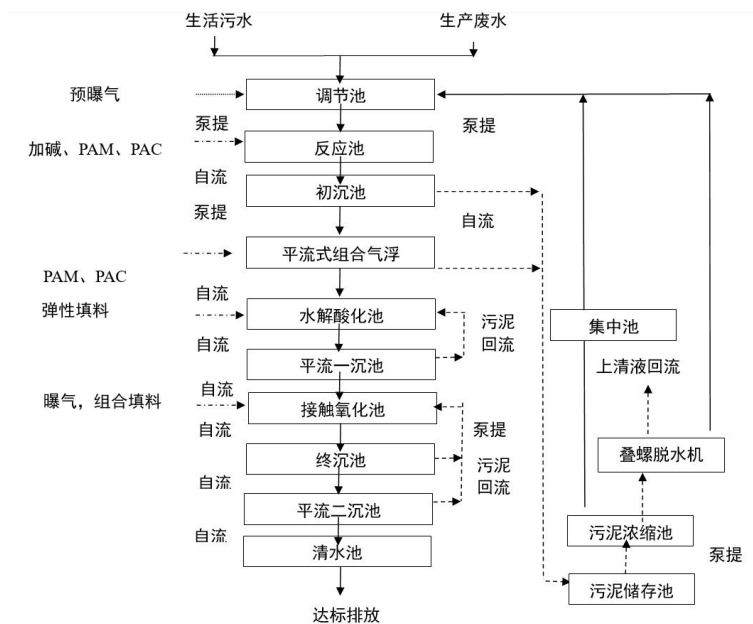 生活污水
生产废水
预曝气
调节池
泵提
泵提
加碱、PAM、PAC
反应池
自流
初沉池
泵提
自流
平流式组合气浮
PAM、PAC
自流
弹性填料
水解酸化池
污泥
回流
集中池
自流
平流一沉池
上清液回流
自流
曝气，组合填料
接触氧化池
自流
泵提
叠螺脱水机
终沉池
污泥
回流
自流
平流二沉池
污泥浓缩池
自流
清水池
泵提
污泥储存池
达标排放